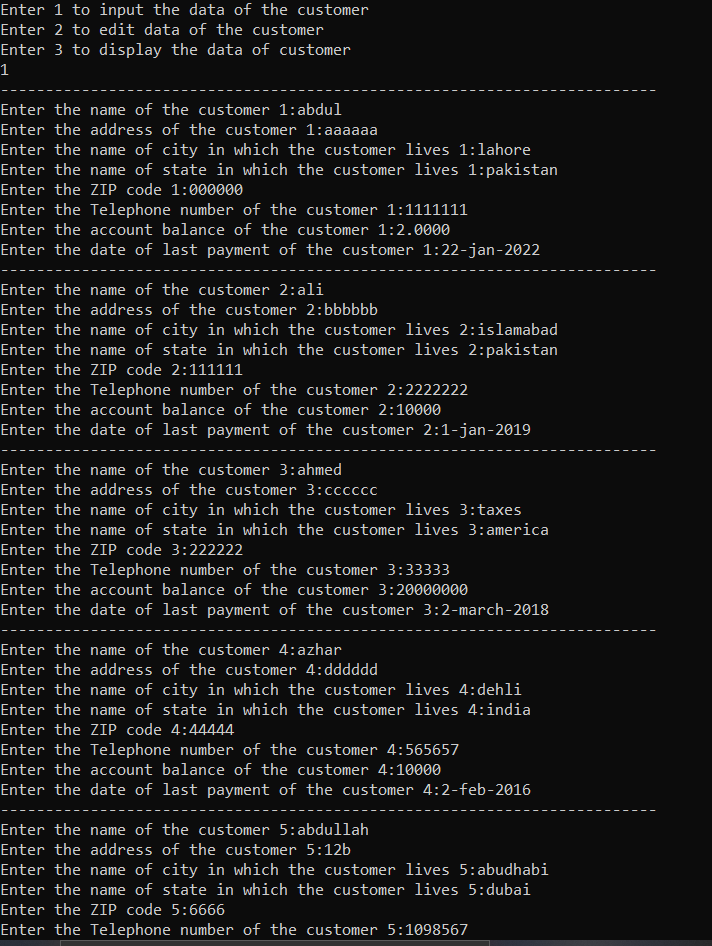 Enter 1 to input the data of the customer
Enter 2 to edit data of the customer
Enter 3 to display the data of customer
1
-------------------------------------------------------------------------
Enter the name of the customer 1:abdul
Enter the address of the customer 1:aaaaaa
Enter the name of city in which the customer lives 1:lahore
Enter the name of state in which the customer lives 1:pakistan
Enter the ZIP code 1:000000
Enter the Telephone number of the customer 1:1111111
Enter the account balance of the customer 1:2.0000
Enter the date of last payment of the customer 1:22-jan-2022
-------------------------------------------------------------------------
Enter the name of the customer 2:ali
Enter the address of the customer 2:bbbbbb
Enter the name of city in which the customer lives 2:islamabad
Enter the name of state in which the customer lives 2:pakistan
Enter the ZIP code 2:111111
Enter the Telephone number of the customer 2:2222222
Enter the account balance of the customer 2:10000
Enter the date of last payment of the customer 2:1-jan-2019
-------------------------------------------------------------------------
Enter the name of the customer 3:ahmed
Enter the address of the customer 3:cccccc
Enter the name of city in which the customer lives 3:taxes
Enter the name of state in which the customer lives 3:america
Enter the ZIP code 3:222222
Enter the Telephone number of the customer 3:33333
Enter the account balance of the customer 3:20000000
Enter the date of last payment of the customer 3:2-march-2018
-------------------------------------------------------------------------
Enter the name of the customer 4:azhar
Enter the address of the customer 4:dddddd
Enter the name of city in which the customer lives 4:dehli
Enter the name of state in which the customer lives 4:india
Enter the ZIP code 4:44444
Enter the Telephone number of the customer 4:565657
Enter the account balance of the customer 4:10000
Enter the date of last payment of the customer 4:2-feb-2016
-------------------------------------------------------------------------
Enter the name of the customer 5:abdullah
Enter the address of the customer 5:12b
Enter the name of city in which the customer lives 5:abudhabi
Enter the name of state in which the customer lives 5:dubai
Enter the ZIP code 5:6666
Enter the Telephone number of the customer 5:1098567